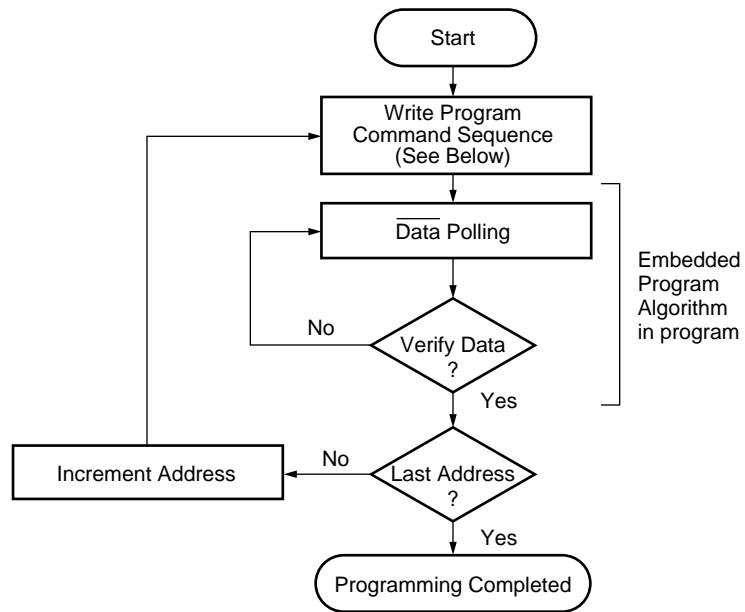 Start
Write Program
Command Sequence
(See Below)
Data Polling
Embedded
Program
Algorithm
in program
No
Verify Data
?
Yes
Increment Address
No
Last Address
?
Yes
Programming Completed